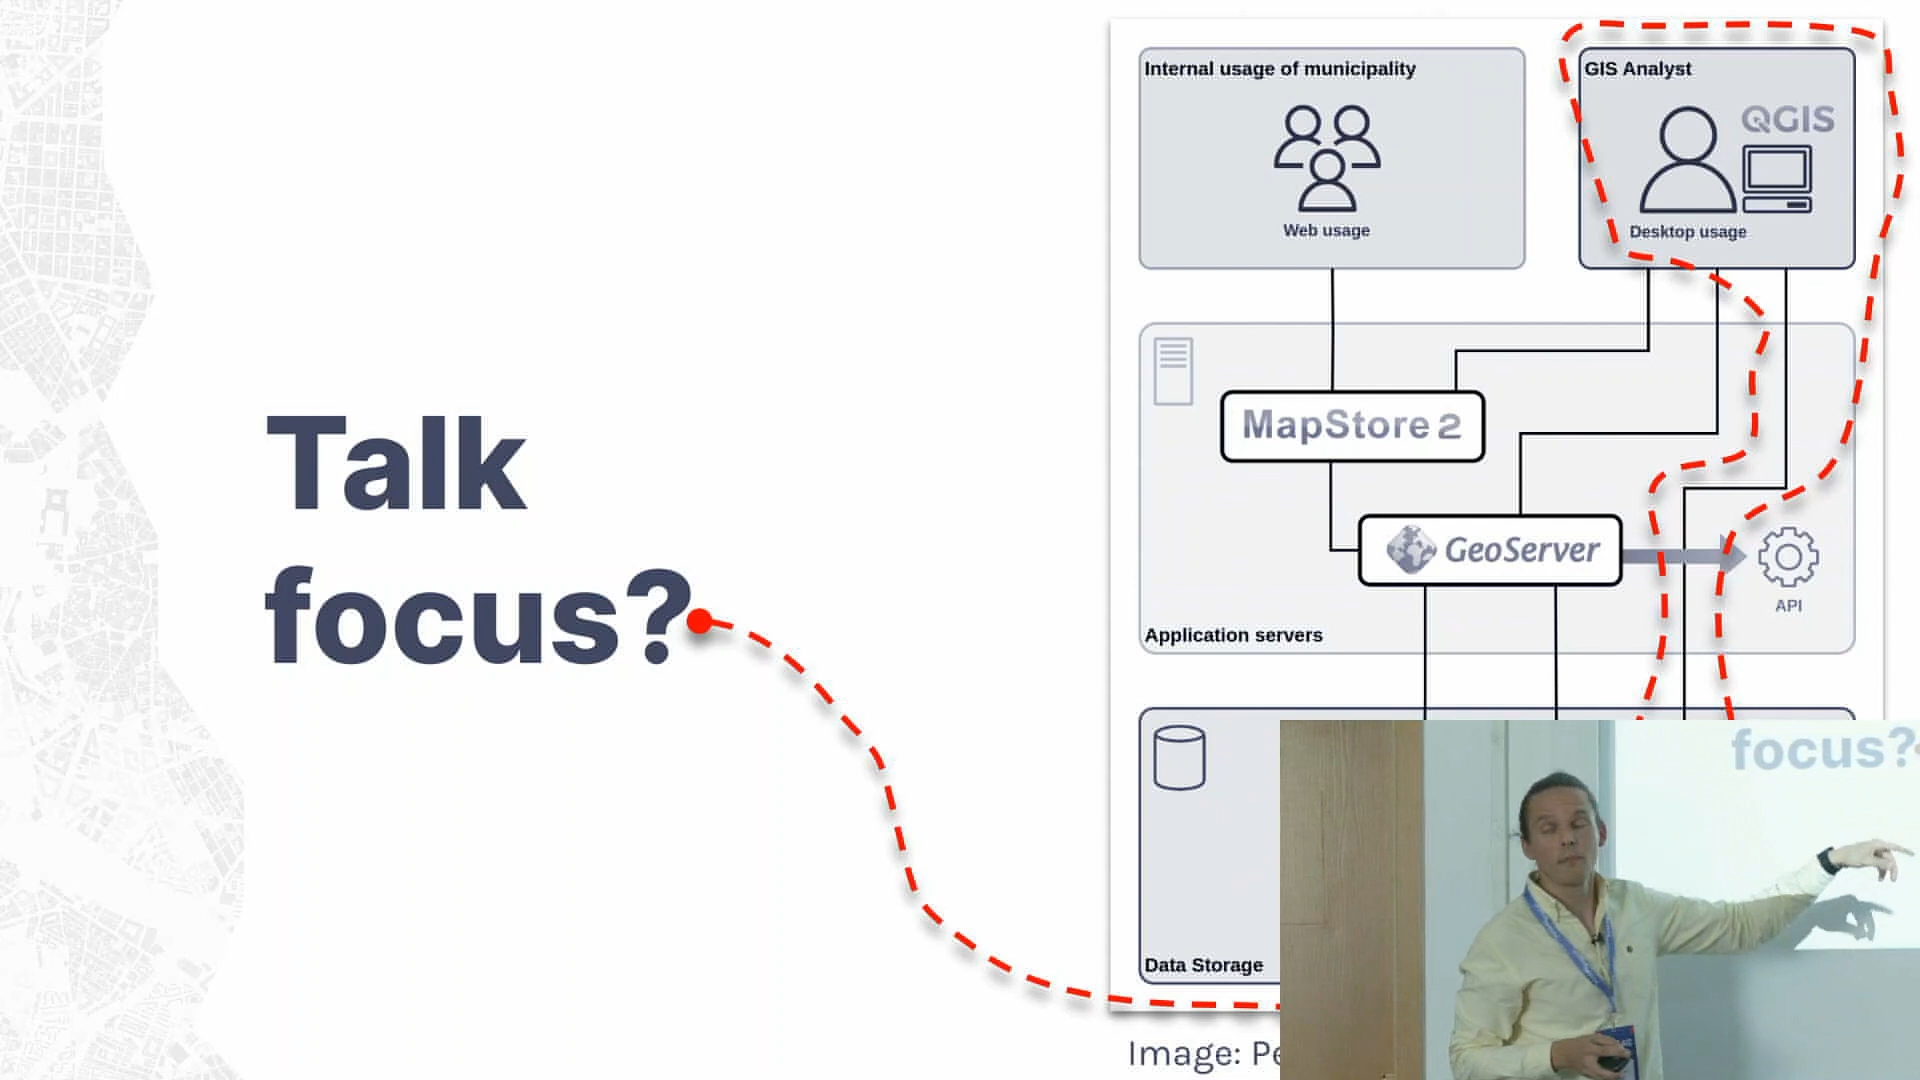 Talk
focus?
Internal usage of municipality
Web usage
GIS Analyst
QGIS
Desktop usage
MapStore 2
GeoServer
API
Application servers
Data Storage
Image:
focus?